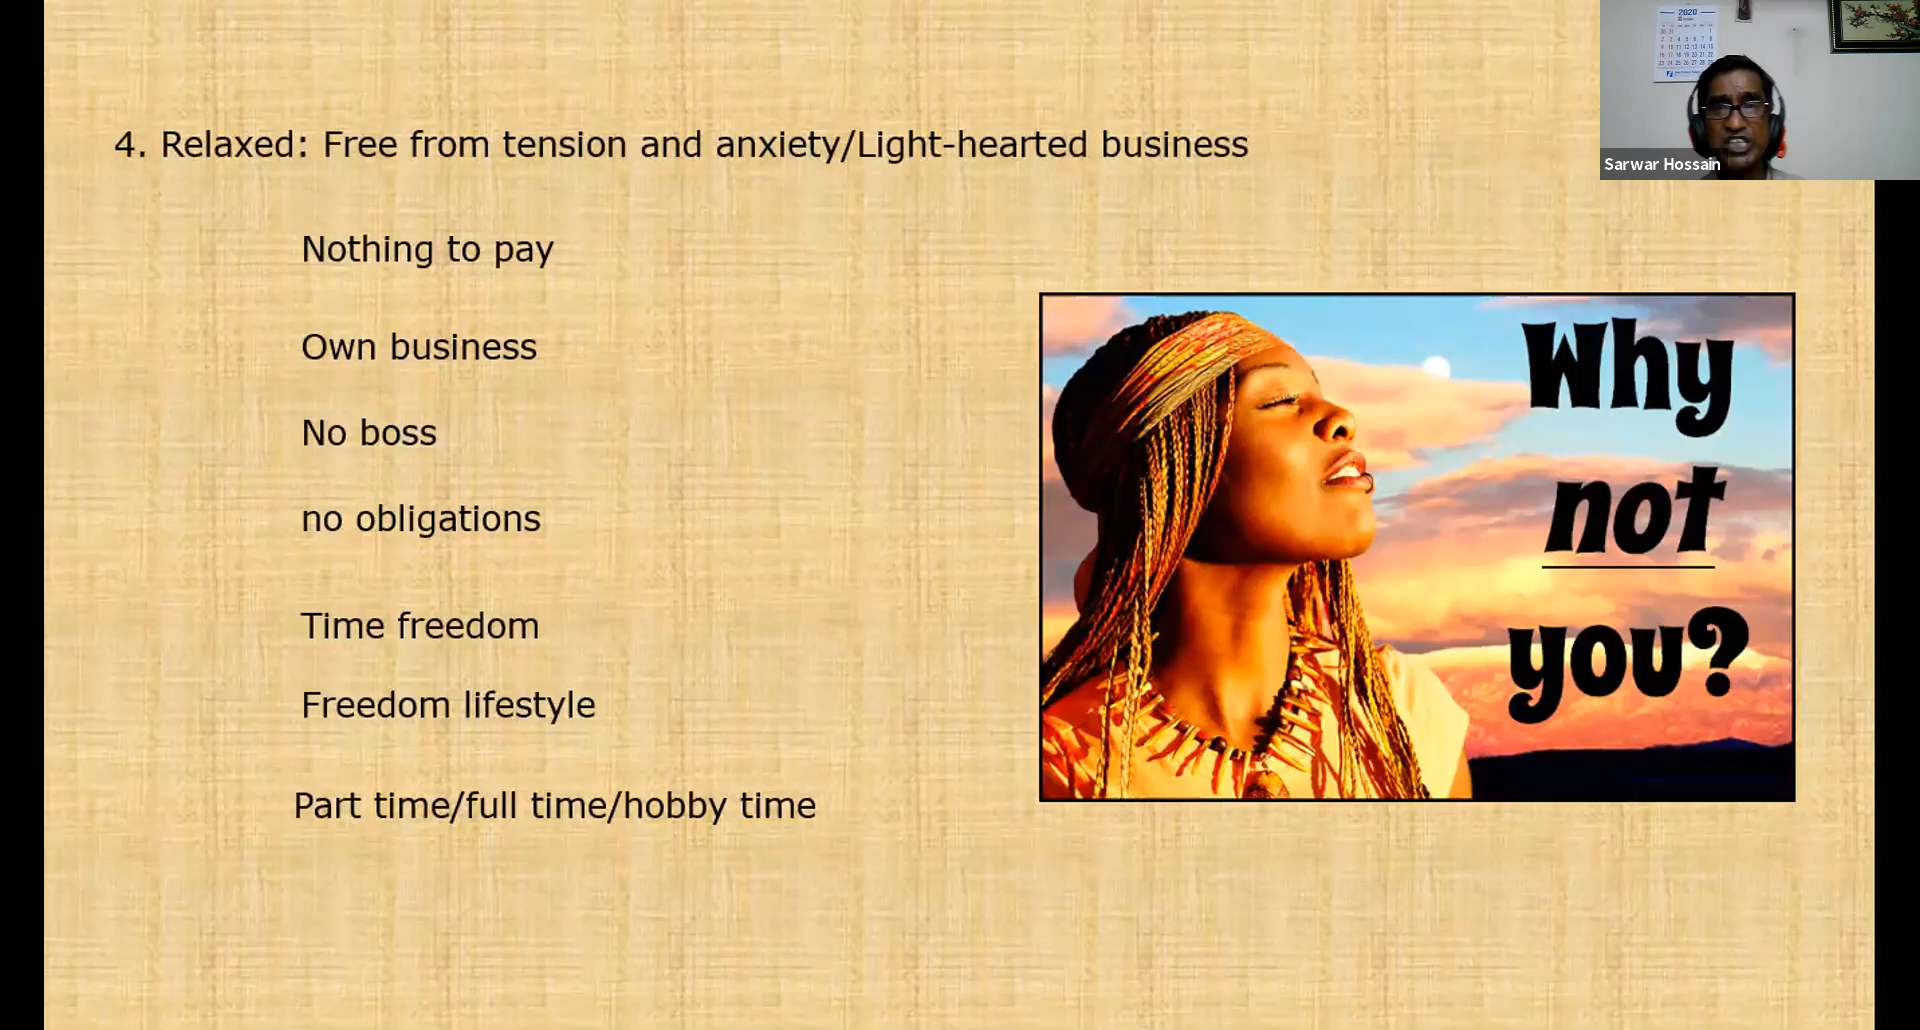 4. Relaxed: Free from tension and anxiety/Light-hearted business
Nothing to pay
Own business
No boss
no obligations
Time freedom
Freedom lifestyle
Part time/full time/hobby time
Why
not
you?
2020
Sarwar Hossain